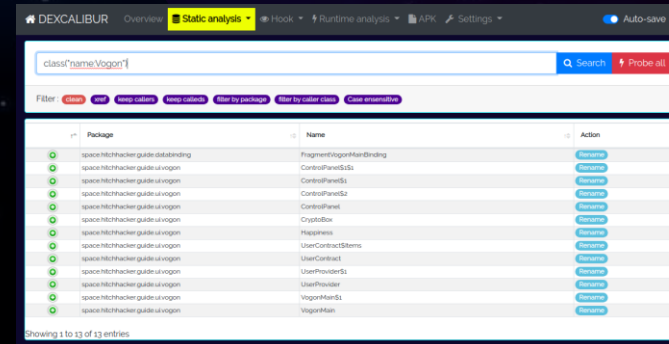 DEXCALIBUR Overview Static analysis Hook Runtime analysis APK Settings Auto-save
class("name:Vogon")
Search Probe all
Filter : clean xref keep callers keep calleds filter by package filter by caller class Case ensensitive
Package Name Action
space.hitchhacker.guide.databinding FragmentVogonMainBinding Rename
space.hitchhacker.guide.ui.vogon ControlPanel$1$1 Rename
space.hitchhacker.guide.ui.vogon ControlPanel$1 Rename
space.hitchhacker.guide.ui.vogon ControlPanel$2 Rename
space.hitchhacker.guide.ui.vogon ControlPanel Rename
space.hitchhacker.guide.ui.vogon CryptoBox Rename
space.hitchhacker.guide.ui.vogon Happiness Rename
space.hitchhacker.guide.ui.vogon UserContract$Items Rename
space.hitchhacker.guide.ui.vogon UserContract Rename
space.hitchhacker.guide.ui.vogon UserProvider$1 Rename
space.hitchhacker.guide.ui.vogon UserProvider Rename
space.hitchhacker.guide.ui.vogon VogonMain$1 Rename
space.hitchhacker.guide.ui.vogon VogonMain Rename
Showing 1 to 13 of 13 entries